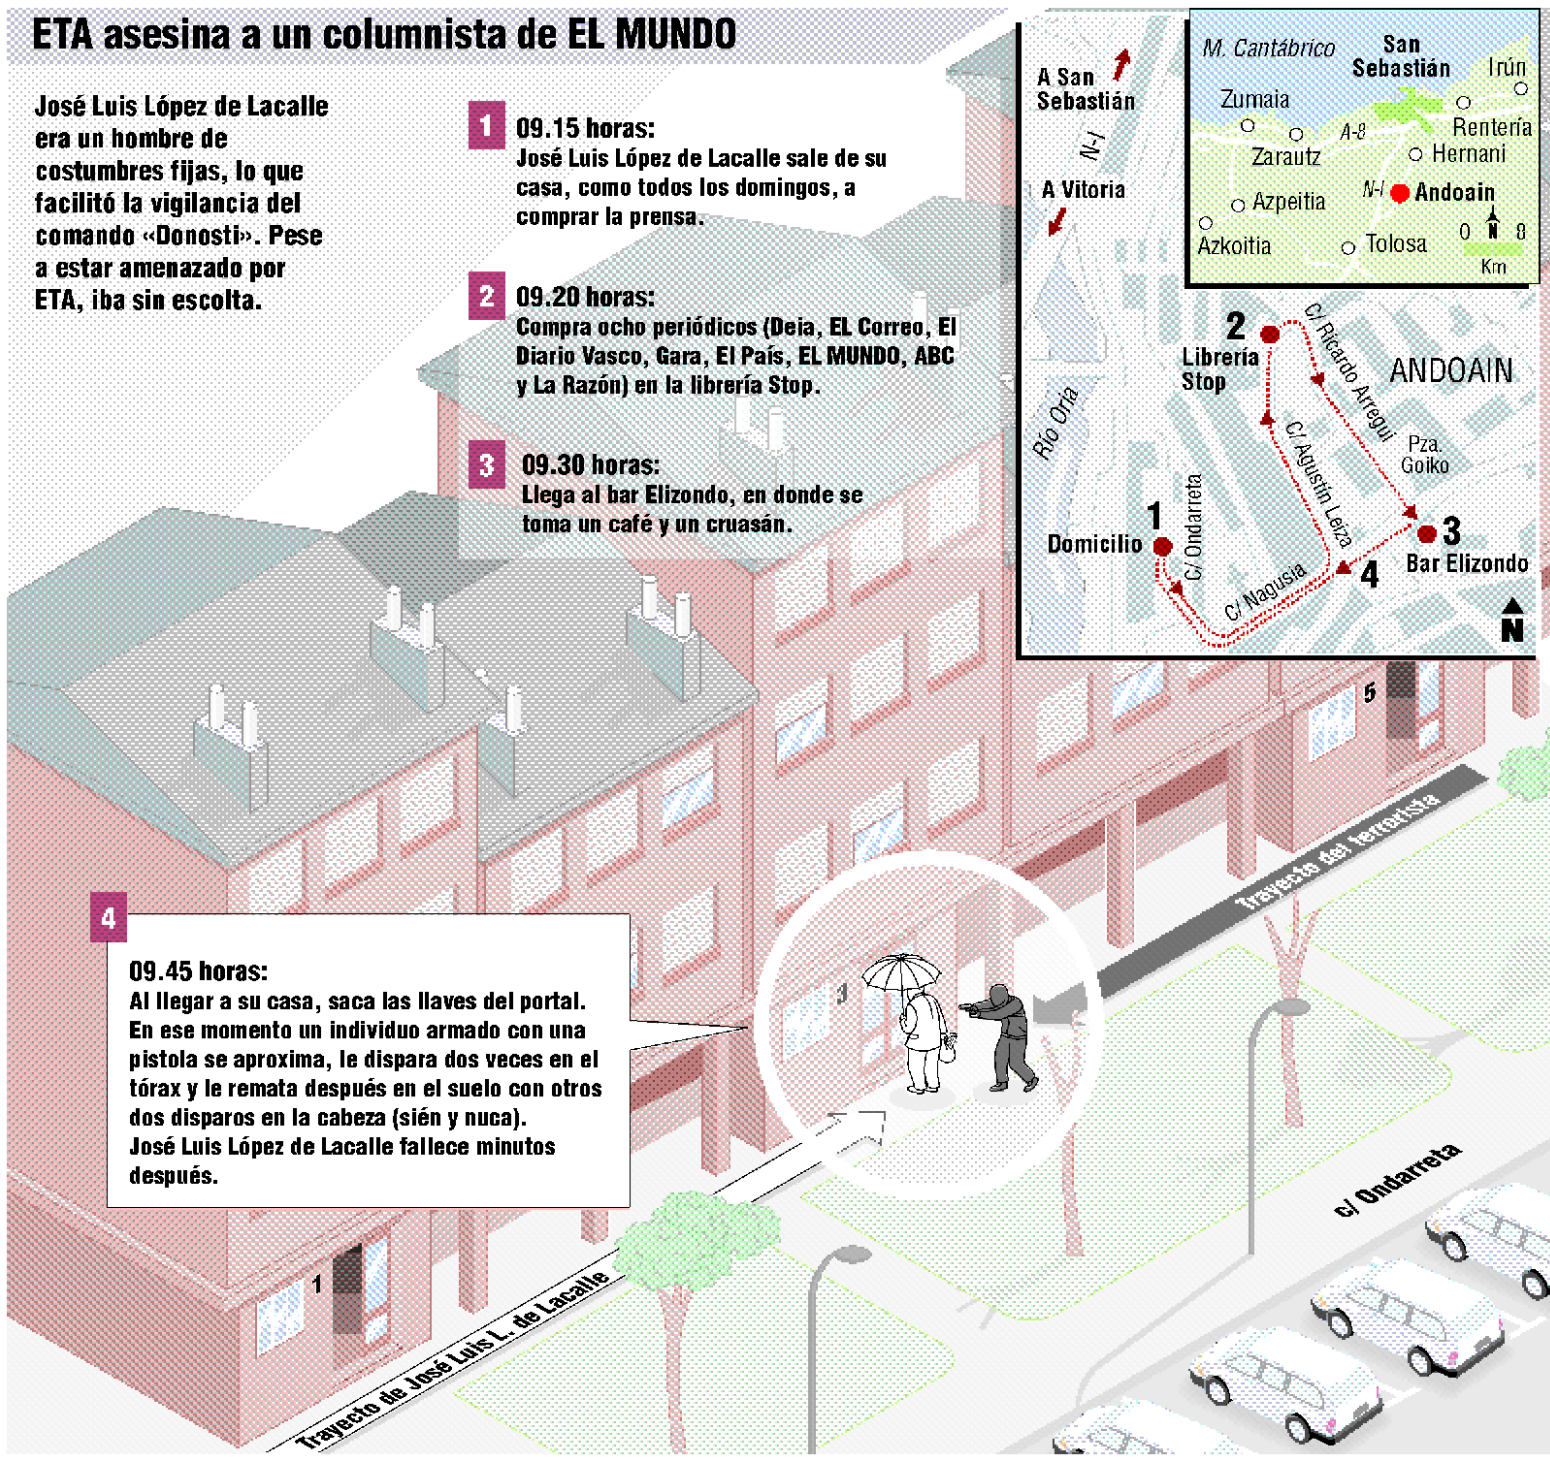 ETA asesina a un columnista de EL MUNDO
José Luis López de Lacalle
era un hombre de
costumbres fijas, lo que
facilitó la vigilancia del
comando «Donosti». Pese
a estar amenazado por
ETA, iba sin escolta.
1
09.15 horas:
José Luis López de Lacalle sale de su
casa, como todos los domingos, a
comprar la prensa.
2
09.20 horas:
Compra ocho periódicos (Deia, EL Correo, El
Diario Vasco, Gara, El País, EL MUNDO, ABC
y La Razón) en la librería Stop.
3
09.30 horas:
Llega al bar Elizondo, en donde se
toma un café y un cruasán.
4
09.45 horas:
Al llegar a su casa, saca las llaves del portal.
En ese momento un individuo armado con una
pistola se aproxima, le dispara dos veces en el
tórax y le remata después en el suelo con otros
dos disparos en la cabeza (sién y nuca).
José Luis López de Lacalle fallece minutos
después.
A San
Sebastián
N-I
A Vitoria
Río Oria
M. Cantábrico
San
Sebastián
Irún
Zumaia
Zarautz
A-8
Rentería
Hernani
N-I
Andoain
Azpeitia
Azkoitia
Tolosa
0 N 8
Km
2
Librería
Stop
C/ Ricardo Arregui
ANDOAIN
Pza.
Goiko
C/ Agustín Leiza
1
Domicilio
C/ Ondarreta
C/ Nagusia
3
Bar Elizondo
4
N
5
Trayecto del terrorista
3
c/ Ondarreta
1
Trayecto de José Luis L. de Lacalle